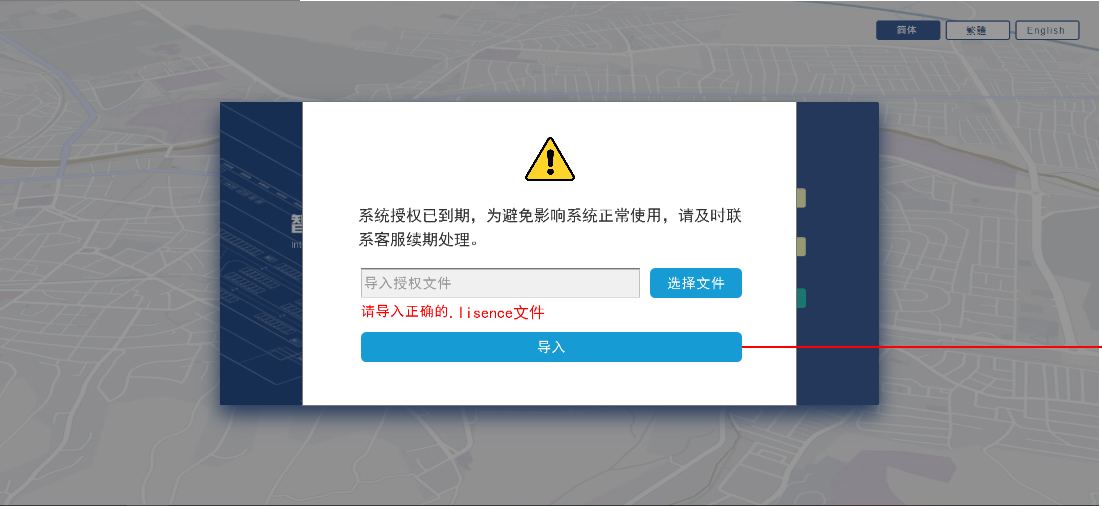 简体
繁體
English
系统授权已到期，为避免影响系统正常使用，请及时联
系客服续期处理。
导入授权文件
选择文件
请导入正确的.lisence文件
导入
智
Int